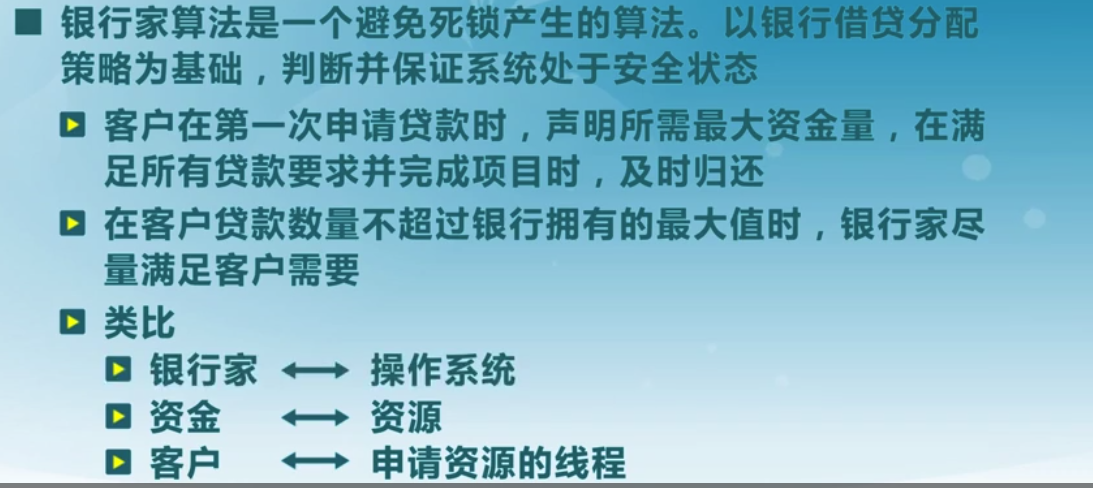 银行家算法是一个避免死锁产生的算法。以银行借贷分配
策略为基础，判断并保证系统处于安全状态
客户在第一次申请贷款时，声明所需最大资金量，在满
足所有贷款要求并完成项目时，及时归还
在客户贷款数量不超过银行拥有的最大值时，银行家尽
量满足客户需要
类比
银行家 ↔ 操作系统
资金 ↔ 资源
客户 ↔ 申请资源的线程